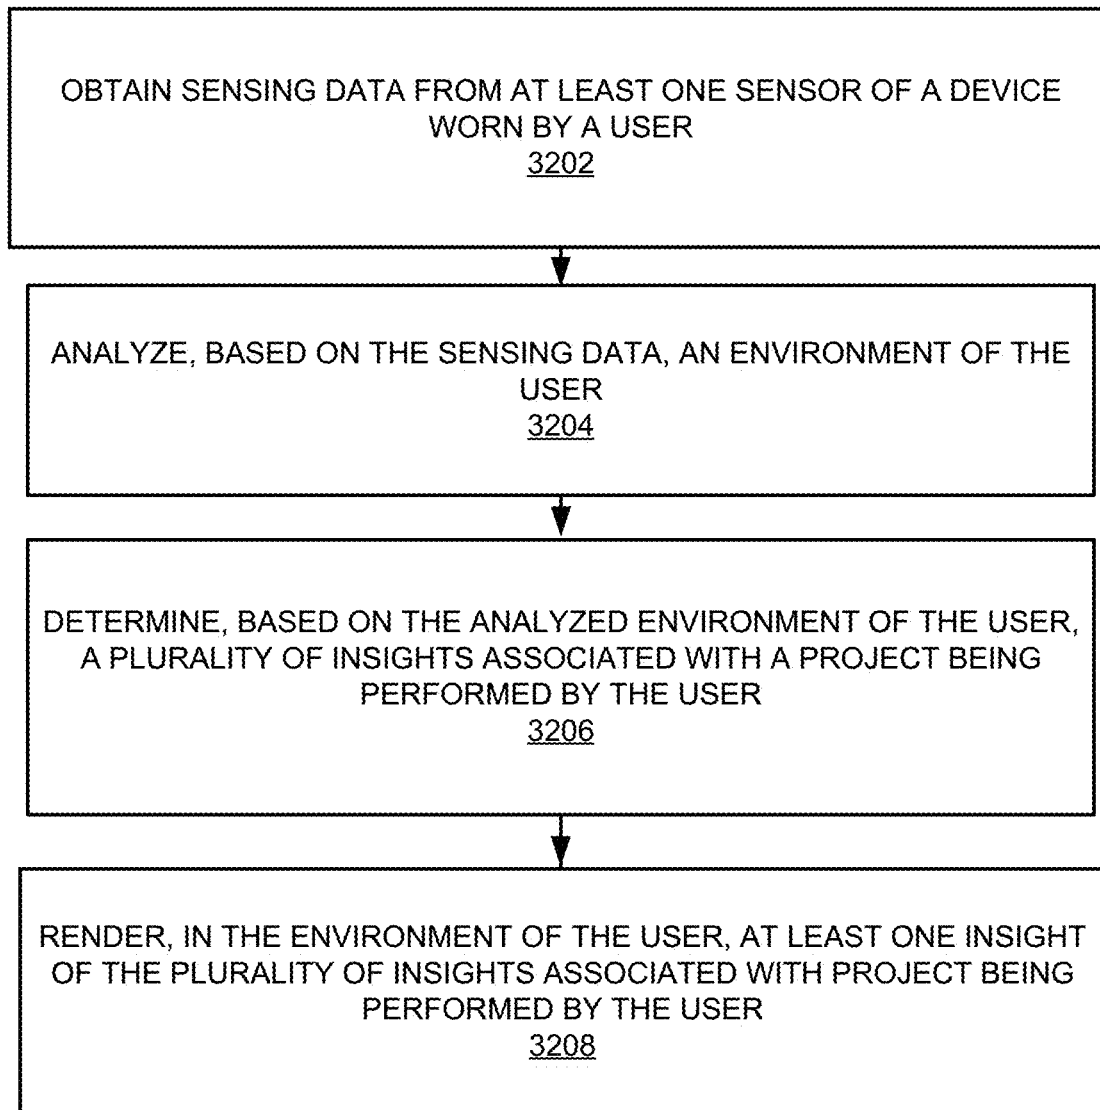 OBTAIN SENSING DATA FROM AT LEAST ONE SENSOR OF A DEVICE
WORN BY A USER
3202
ANALYZE, BASED ON THE SENSING DATA, AN ENVIRONMENT OF THE
USER
3204
DETERMINE, BASED ON THE ANALYZED ENVIRONMENT OF THE USER,
A PLURALITY OF INSIGHTS ASSOCIATED WITH A PROJECT BEING
PERFORMED BY THE USER
3206
RENDER, IN THE ENVIRONMENT OF THE USER, AT LEAST ONE INSIGHT
OF THE PLURALITY OF INSIGHTS ASSOCIATED WITH PROJECT BEING
PERFORMED BY THE USER
3208